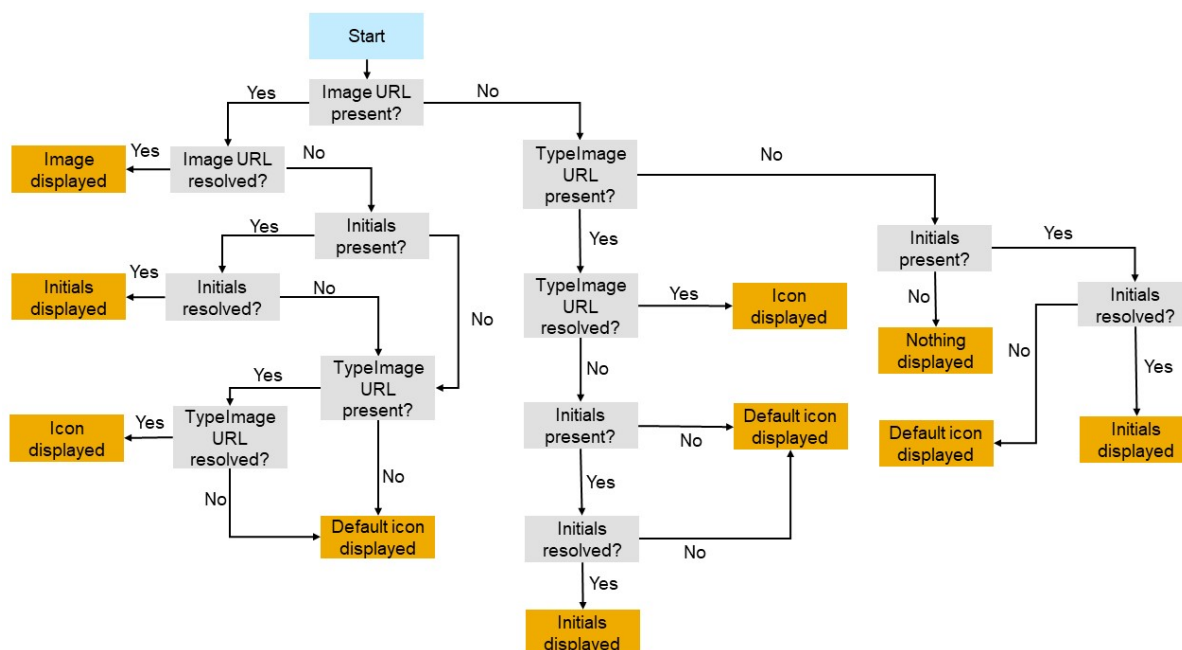 Start
Yes
Image URL
present?
No
Image
displayed
Yes
Image URL
resolved?
No
TypeImage
URL
present?
No
Yes
Initials
present?
Yes
Initials
present?
Yes
Initials
displayed
Yes
Initials
resolved?
No
No
TypeImage
URL
resolved?
Yes
Icon
displayed
No
Initials
resolved?
Nothing
displayed
No
Yes
Yes
TypeImage
URL
present?
No
Icon
displayed
Yes
TypeImage
URL
resolved?
No
No
Initials
present?
No
Default icon
displayed
Default icon
displayed
Initials
displayed
Yes
Default icon
displayed
Initials
resolved?
No
Yes
Initials
displayed